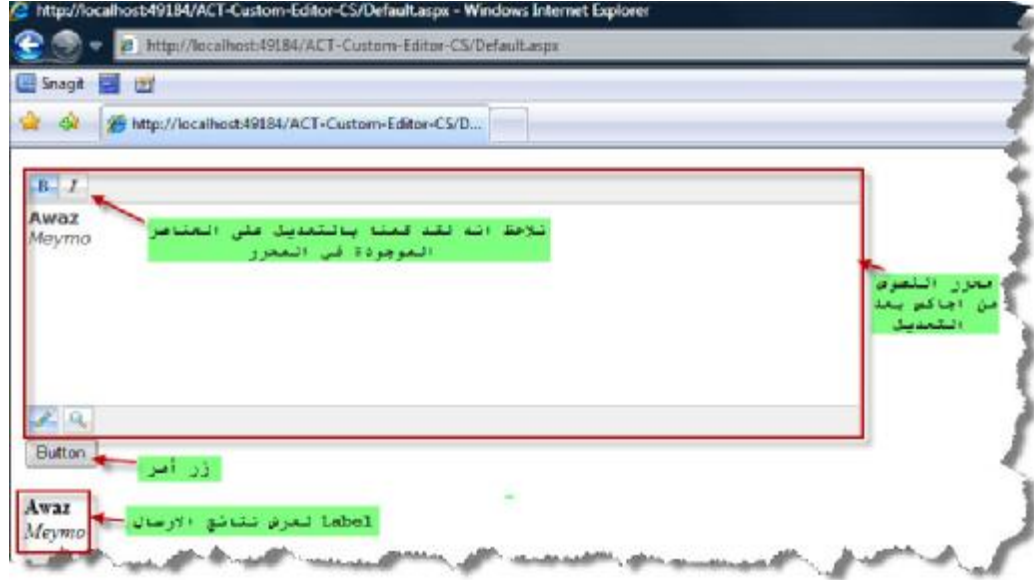 http://localhost:49184/ACT-Custom-Editor-CS/Default.aspx - Windows Internet Explorer
http://localhost:49184/ACT-Custom-Editor-CS/Default.aspx
Snagit
http://localhost:49184/ACT-Custom-Editor-CS/D...
B I
Awaz
Meymo
نلاحظ انه لقد قمنا بالتعديل على العناصر
الموجودة في المحرر
محرر النصوص
من اجاكس بعد
التعديل
Button
زر أمر
Awaz
Meymo
Label لعرض نتائج الارسال